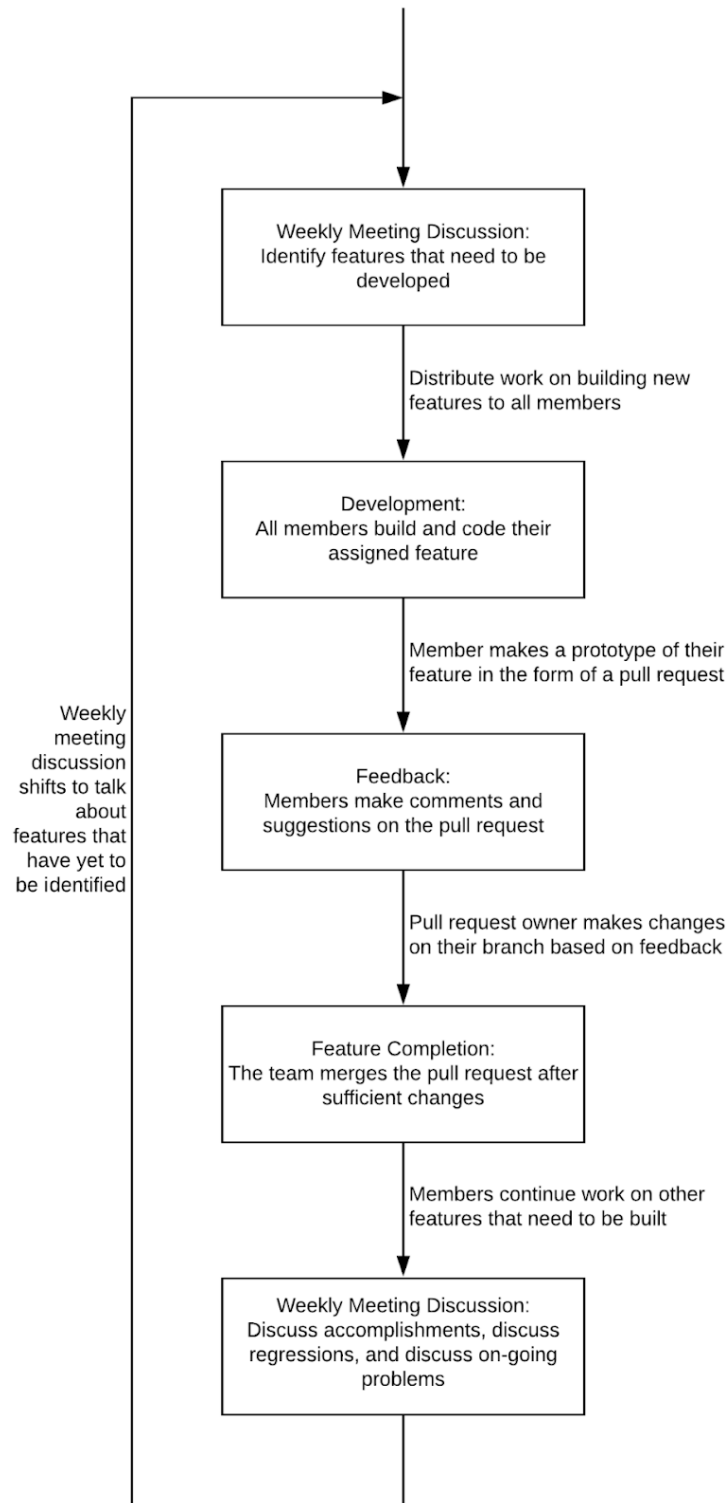 Weekly Meeting Discussion:
Identify features that need to be
developed
Distribute work on building new
features to all members
Development:
All members build and code their
assigned feature
Member makes a prototype of their
feature in the form of a pull request
Weekly
meeting
discussion
shifts to talk
about
features that
have yet to
be identified
Feedback:
Members make comments and
suggestions on the pull request
Pull request owner makes changes
on their branch based on feedback
Feature Completion:
The team merges the pull request after
sufficient changes
Members continue work on other
features that need to be built
Weekly Meeting Discussion:
Discuss accomplishments, discuss
regressions, and discuss on-going
problems